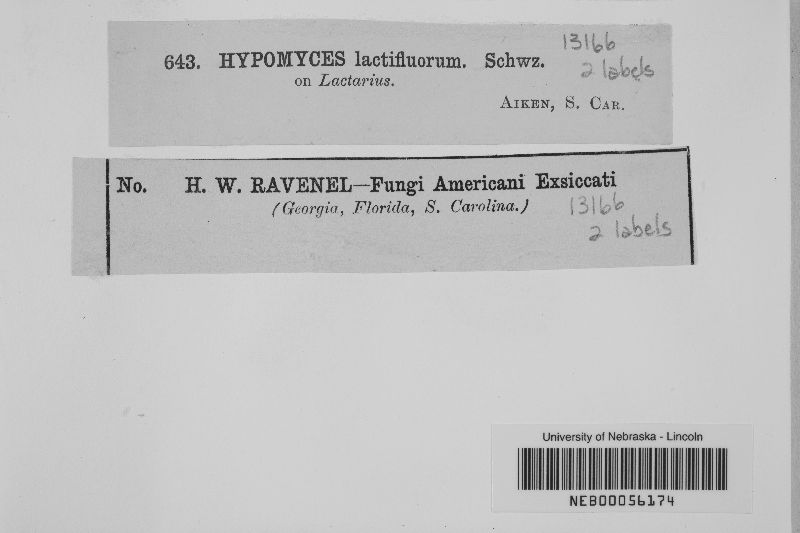 643. HYPOMYCES lactifluorum. Schwz. 13166
on Lactarius. 2 labels
AIKEN, S. CAR.
No. H. W. RAVENEL—Fungi Americani Exsiccati
(Georgia, Florida, S. Carolina.) 13166
2 labels
University of Nebraska - Lincoln
NEB00056174